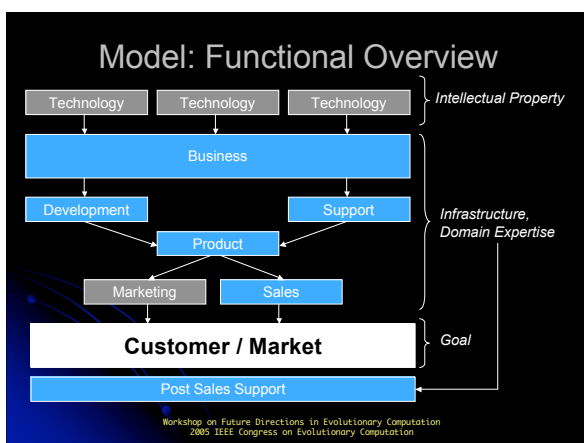 Model: Functional Overview
Technology Technology Technology
Intellectual Property
Business
Development Support
Infrastructure,
Domain Expertise
Product
Marketing Sales
Customer / Market
Goal
Post Sales Support
Workshop on Future Directions in Evolutionary Computation
2005 IEEE Congress on Evolutionary Computation